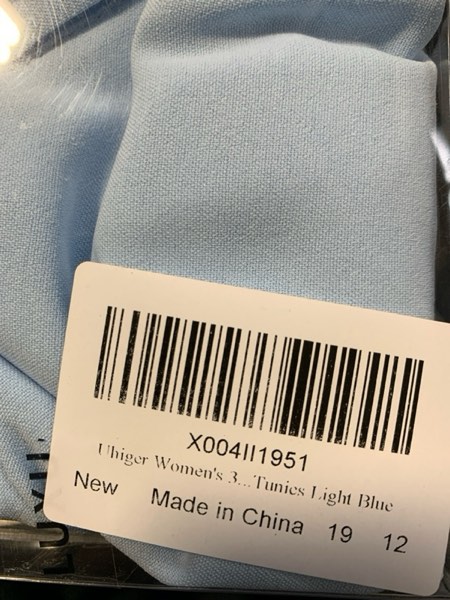 X004II1951
Uhiger Women's 3...Tunics Light Blue
New Made in China 19 12